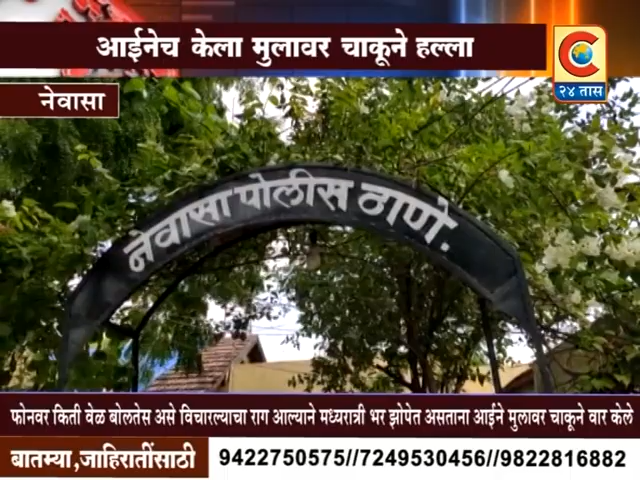 आईनेच केला मुलावर चाकूने हल्ला
C
२४ तास
नेवासा
नेवासा पोलीस ठाणे.
फोनवर किती वेळ बोलतेस असे विचारल्याचा राग आल्याने मध्यरात्री भर झोपेत असताना आईने मुलावर चाकूने वार केले
बातम्या,जाहिरातींसाठी
9422750575//7249530456//9822816882